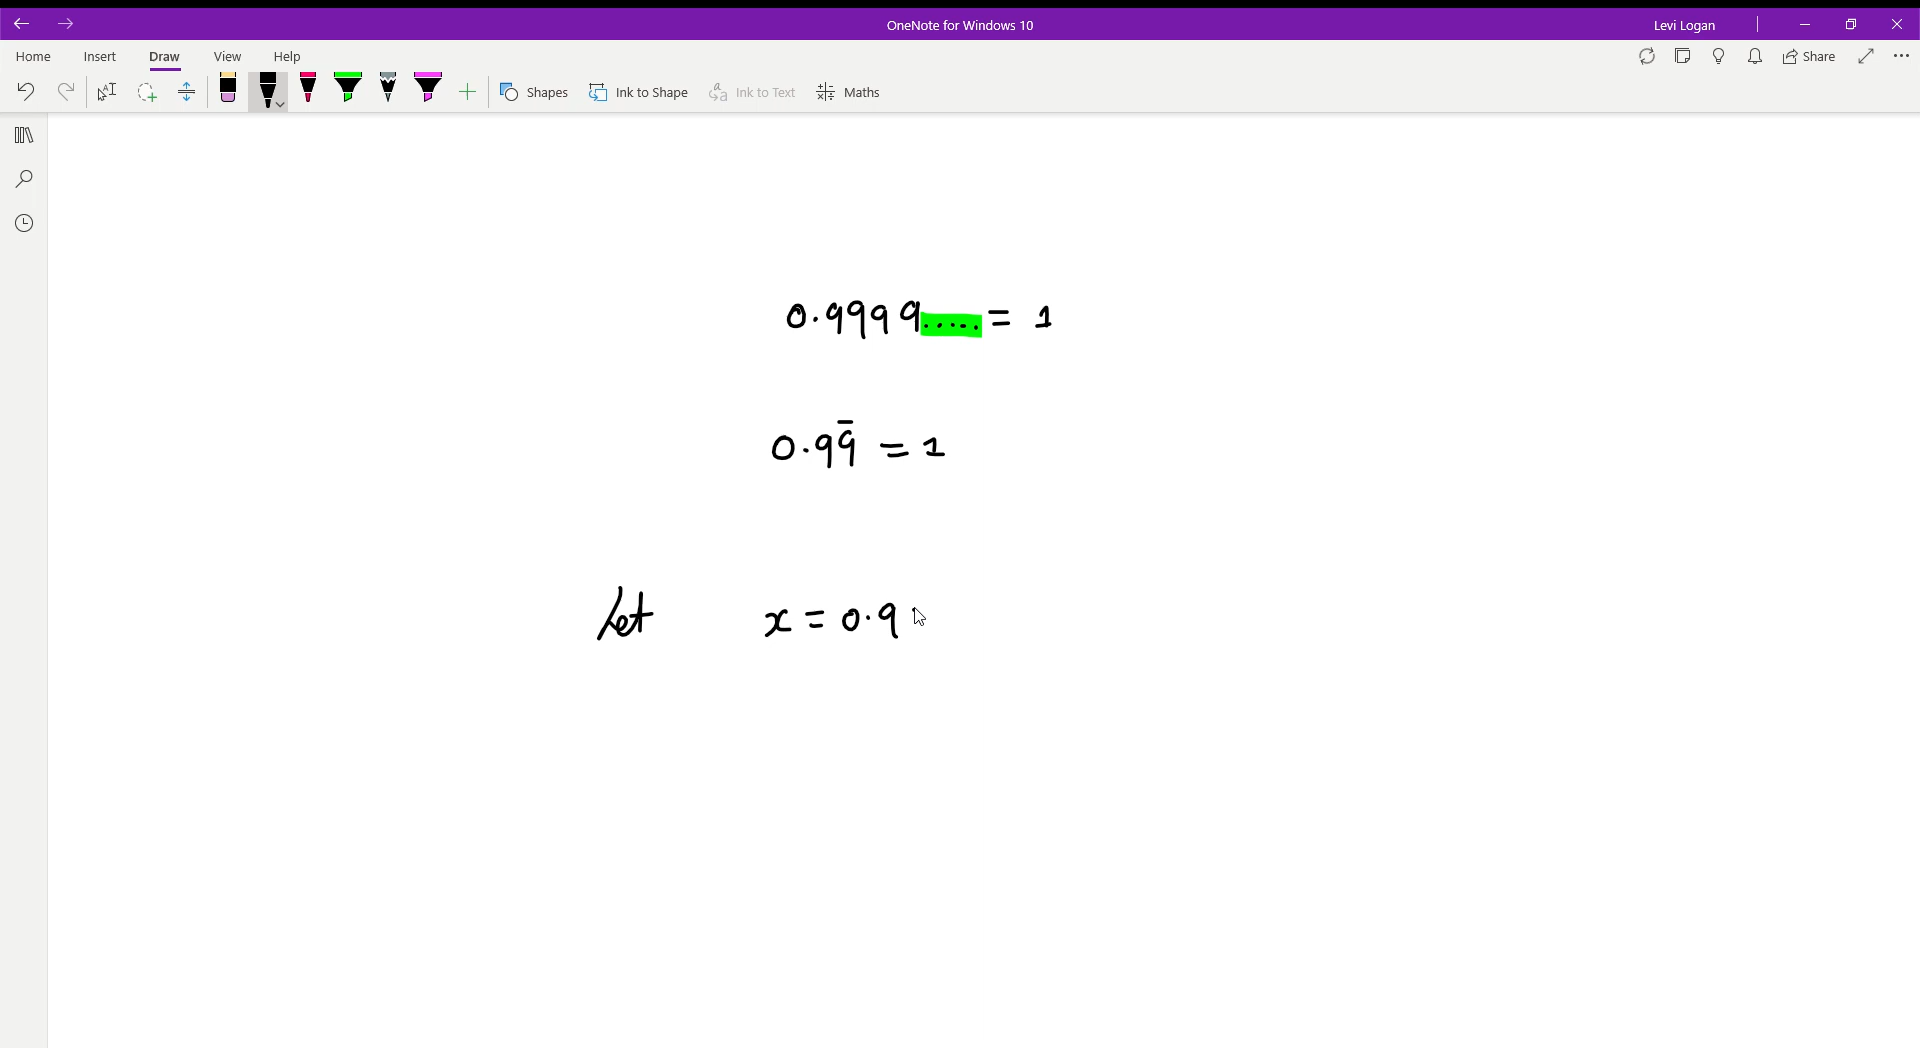 OneNote for Windows 10
Levi Logan
Home Insert Draw View Help
Share
Shapes Ink to Shape Ink to Text Maths
0.9999..... = 1
0.99̅ = 1
Let x = 0.9